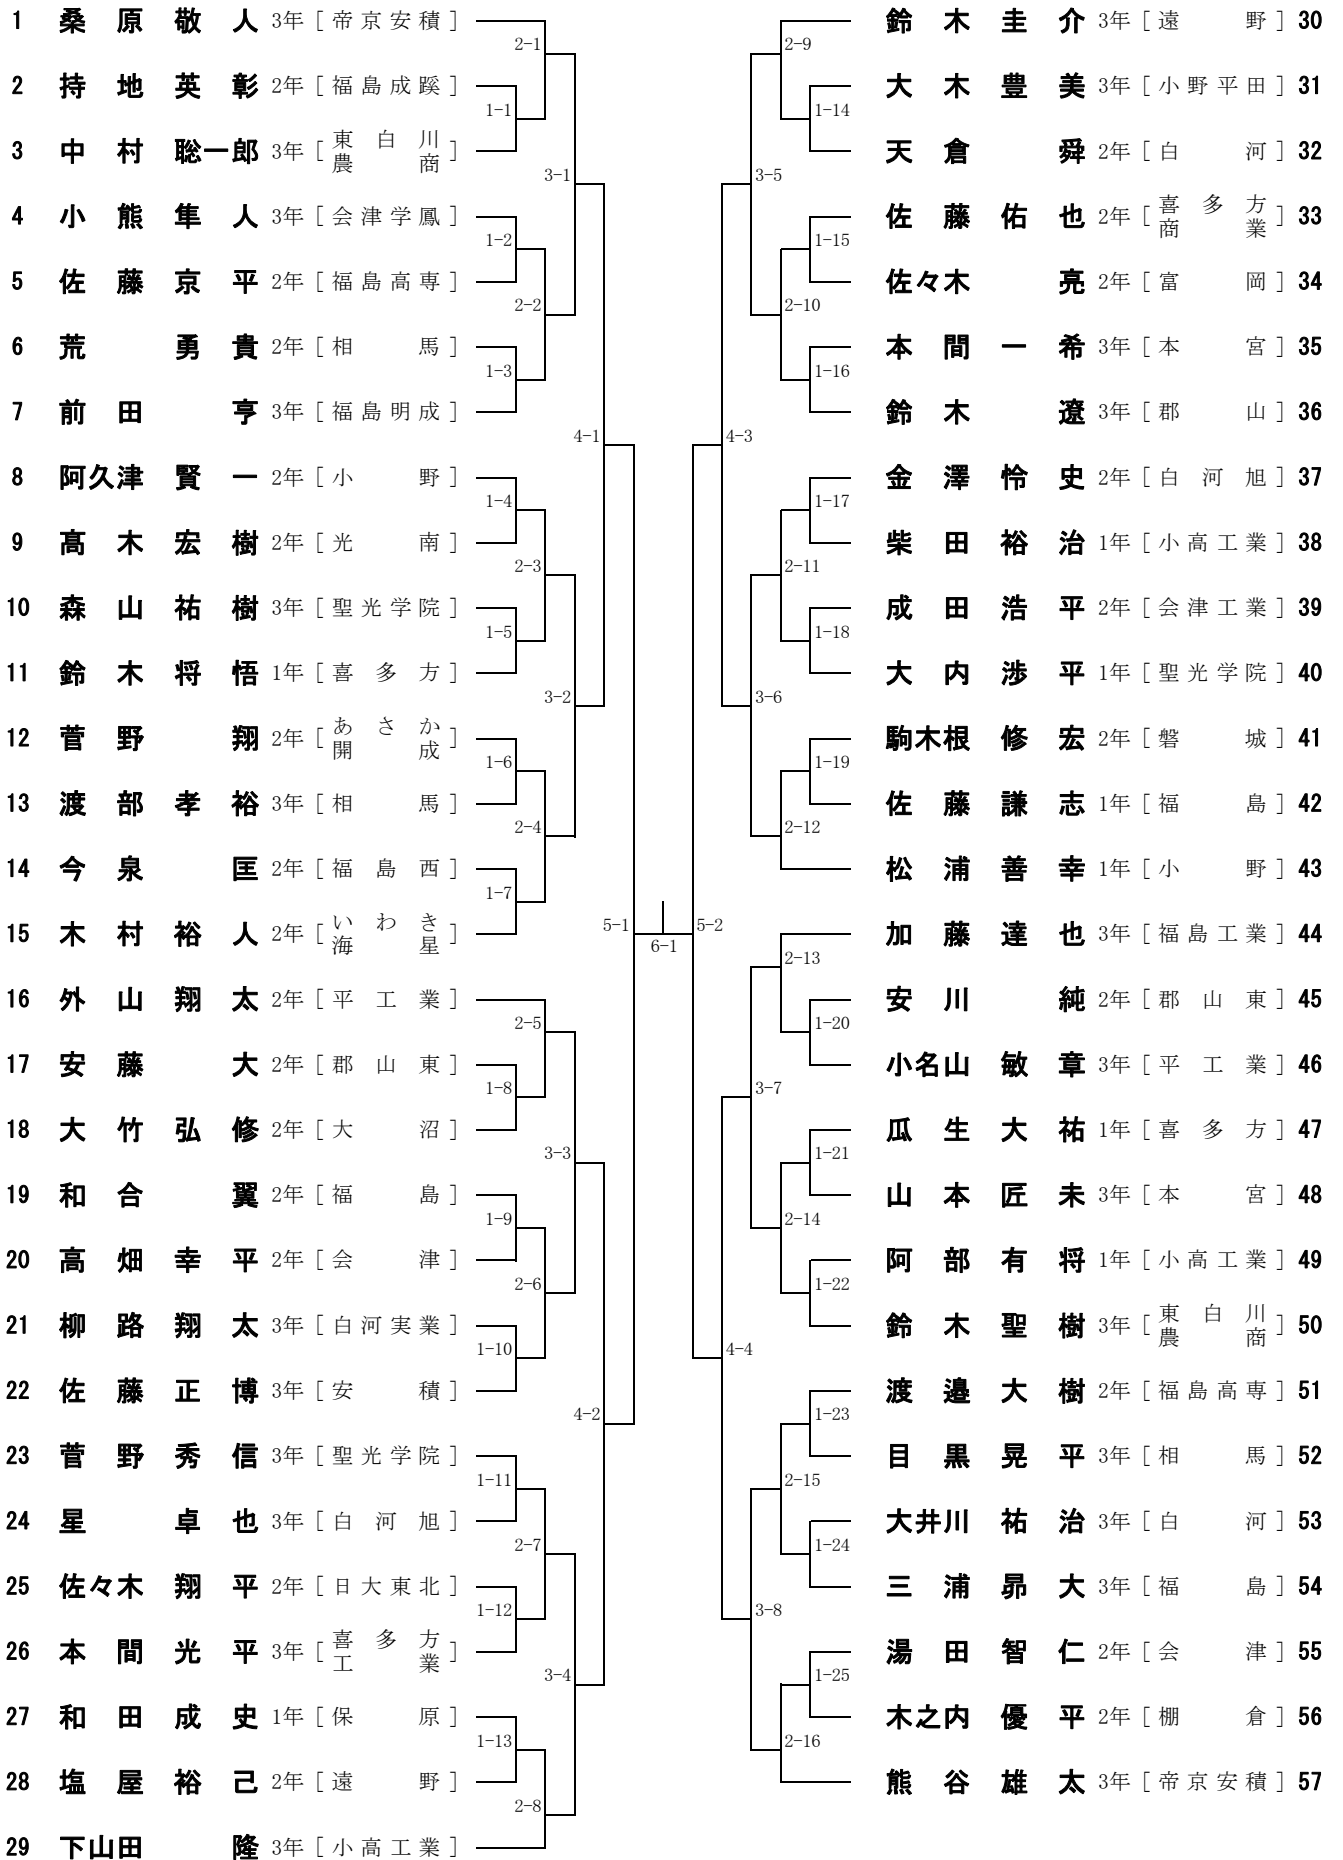 1 桑原敬人 3年 [帝京安積]
2 持地英彰 2年 [福島成蹊]
3 中村聡一郎 3年 [東白川農商]
4 小熊隼人 3年 [会津学鳳]
5 佐藤京平 2年 [福島高専]
6 荒勇貴 2年 [相馬]
7 前田亨 3年 [福島明成]
8 阿久津賢一 2年 [小野]
9 髙木宏樹 2年 [光南]
10 森山祐樹 3年 [聖光学院]
11 鈴木将悟 1年 [喜多方]
12 菅野翔 2年 [あさか開成]
13 渡部孝裕 3年 [相馬]
14 今泉匡 2年 [福島西]
15 木村裕人 2年 [いわき海星]
16 外山翔太 2年 [平工業]
17 安藤大 2年 [郡山東]
18 大竹弘修 2年 [大沼]
19 和合翼 2年 [福島]
20 高畑幸平 2年 [会津]
21 柳路翔太 3年 [白河実業]
22 佐藤正博 3年 [安積]
23 菅野秀信 3年 [聖光学院]
24 星卓也 3年 [白河旭]
25 佐々木翔平 2年 [日大東北]
26 本間光平 3年 [喜多方工業]
27 和田成史 1年 [保原]
28 塩屋裕己 2年 [遠野]
29 下山田隆 3年 [小高工業]
1-1
1-2
1-3
1-4
1-5
1-6
1-7
1-8
1-9
1-10
1-11
1-12
1-13
2-1
2-2
2-3
2-4
2-5
2-6
2-7
2-8
3-1
3-2
3-3
3-4
4-1
4-2
5-1
6-1
5-2
4-3
4-4
3-5
3-6
3-7
3-8
2-9
2-10
2-11
2-12
2-13
2-14
2-15
2-16
1-14
1-15
1-16
1-17
1-18
1-19
1-20
1-21
1-22
1-23
1-24
1-25
鈴木圭介 3年 [遠野] 30
大木豊美 3年 [小野平田] 31
天倉舜 2年 [白河] 32
佐藤佑也 2年 [喜多方商業] 33
佐々木亮 2年 [富岡] 34
本間一希 3年 [本宮] 35
鈴木遼 3年 [郡山] 36
金澤怜史 2年 [白河旭] 37
柴田裕治 1年 [小高工業] 38
成田浩平 2年 [会津工業] 39
大内渉平 1年 [聖光学院] 40
駒木根修宏 2年 [磐城] 41
佐藤謙志 1年 [福島] 42
松浦善幸 1年 [小野] 43
加藤達也 3年 [福島工業] 44
安川純 2年 [郡山東] 45
小名山敏章 3年 [平工業] 46
瓜生大祐 1年 [喜多方] 47
山本匠未 3年 [本宮] 48
阿部有将 1年 [小高工業] 49
鈴木聖樹 3年 [東白川農商] 50
渡邉大樹 2年 [福島高専] 51
目黒晃平 3年 [相馬] 52
大井川祐治 3年 [白河] 53
三浦昴大 3年 [福島] 54
湯田智仁 2年 [会津] 55
木之内優平 2年 [棚倉] 56
熊谷雄太 3年 [帝京安積] 57